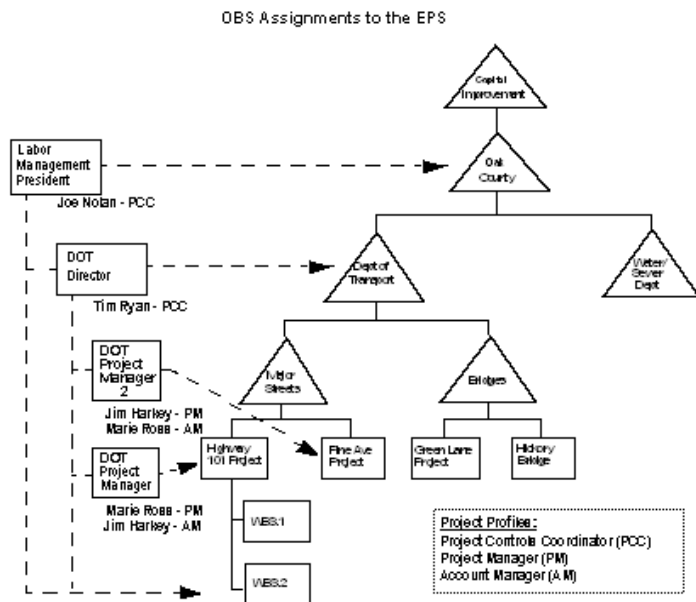 OBS Assignments to the EPS
Capital
Improvement
Labor
Management
President
Oak
County
Joe Nolan - PCC
DOT
Director
Dept of
Transport
Water/
Sewer
Dept
Tim Ryan - PCC
DOT
Project
Manager
2
Major
Streets
Bridges
Jim Harkey - PM
Marie Ross - AM
Highway
101 Project
Pine Ave
Project
Green Lane
Project
Hickory
Bridge
DOT
Project
Manager
Marie Ross - PM
Jim Harkey - AM
WBS.1
WBS.2
Project Profiles:
Project Controls Coordinator (PCC)
Project Manager (PM)
Account Manager (AM)